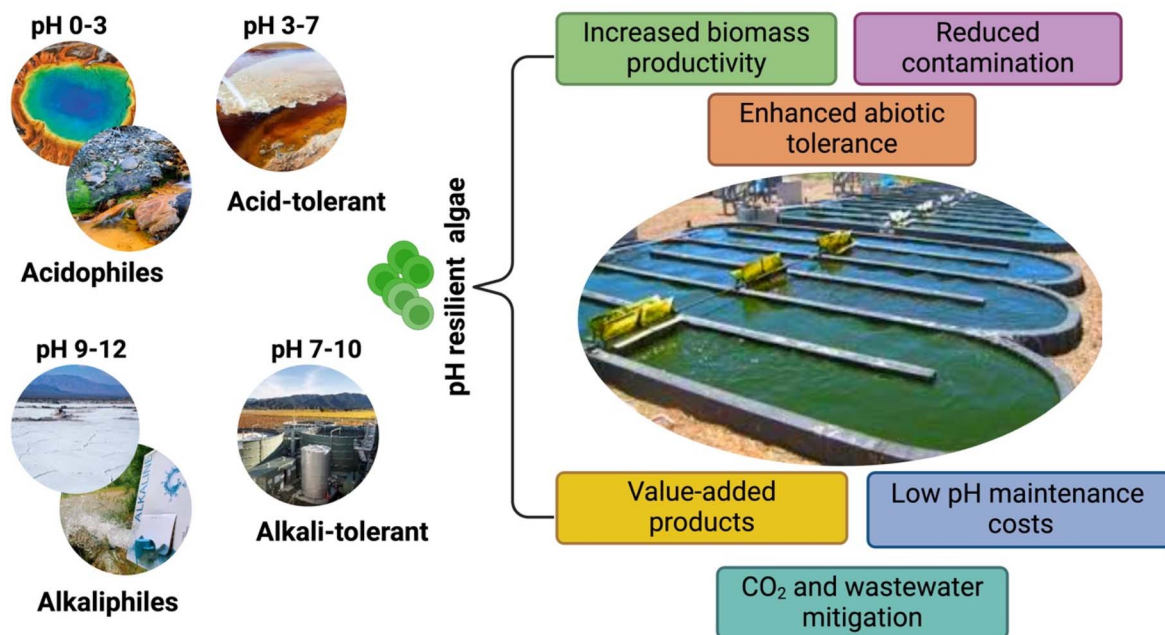 pH 0-3
pH 3-7
Acid-tolerant
Acidophiles
pH 9-12
pH 7-10
ALKALINE
Alkali-tolerant
Alkaliphiles
pH resilient algae
Increased biomass
productivity
Reduced
contamination
Enhanced abiotic
tolerance
Value-added
products
Low pH maintenance
costs
CO₂ and wastewater
mitigation